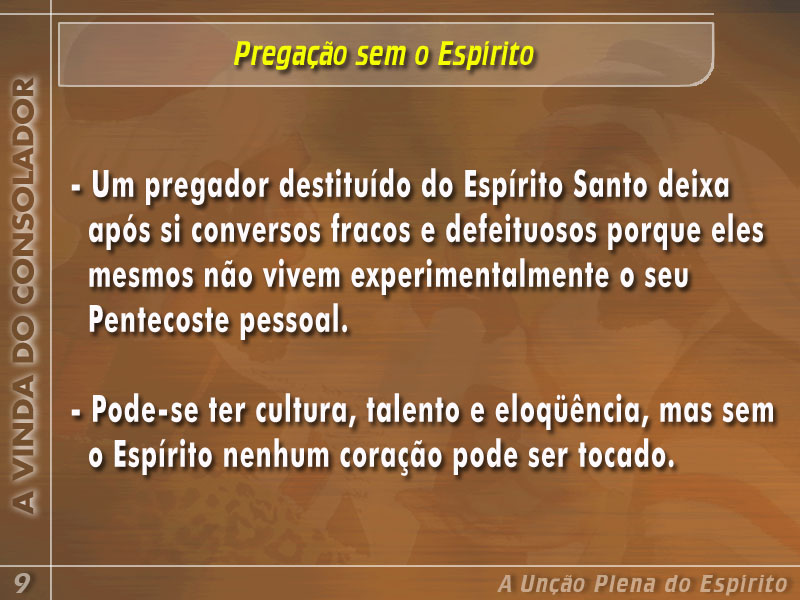 Pregação sem o Espírito
A VINDA DO CONSOLADOR
- Um pregador destituído do Espírito Santo deixa
após si conversos fracos e defeituosos porque eles
mesmos não vivem experimentalmente o seu
Pentecoste pessoal.
- Pode-se ter cultura, talento e eloqüência, mas sem
o Espírito nenhum coração pode ser tocado.
9
A Unção Plena do Espírito